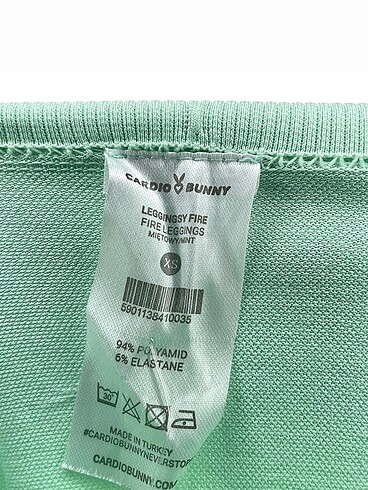 CARDIO BUNNY
LEGGINGSY FIRE
FIRE LEGGINGS
MIĘTOWY/MINT
XS
5901138410035
94% POLYAMID
6% ELASTANE
30°
MADE IN TURKEY
#CARDIOBUNNYNEVERSTOP
CARDIOBUNNY.COM